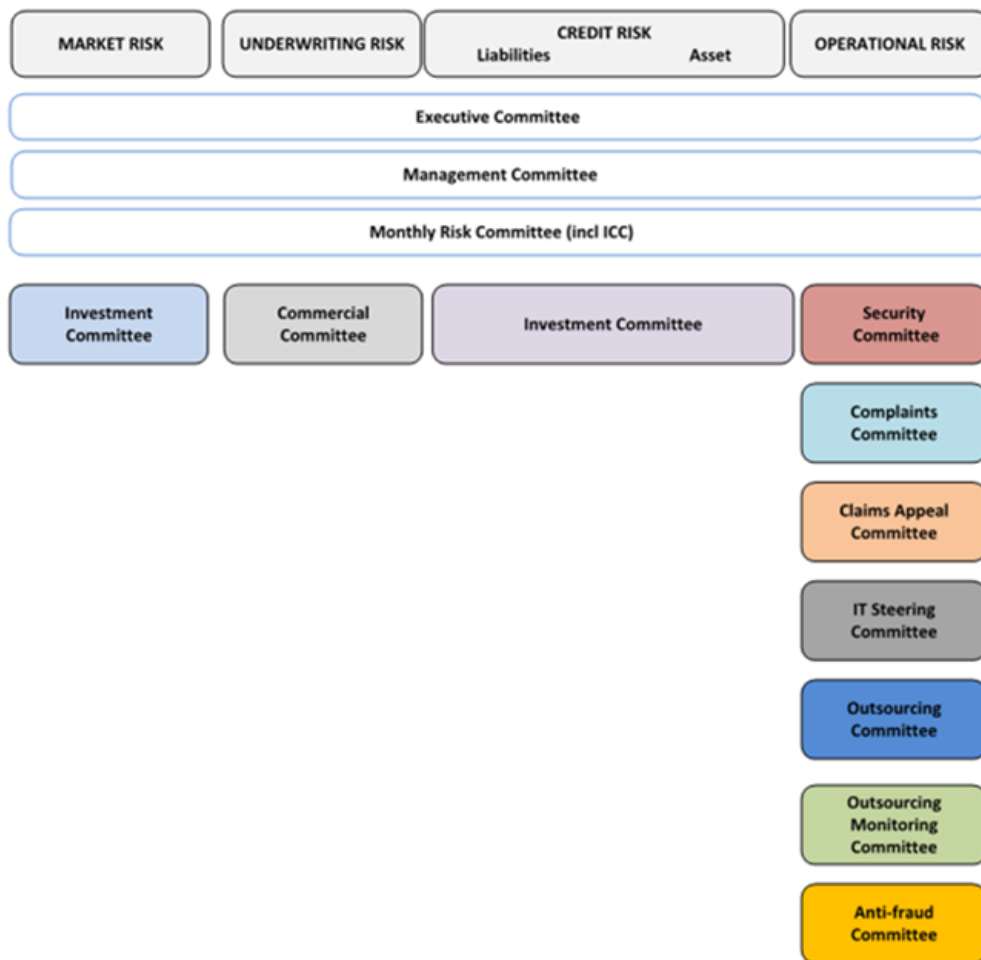 MARKET RISK
UNDERWRITING RISK
CREDIT RISK
Liabilities Asset
OPERATIONAL RISK
Executive Committee
Management Committee
Monthly Risk Committee (incl ICC)
Investment
Committee
Commercial
Committee
Investment Committee
Security
Committee
Complaints
Committee
Claims Appeal
Committee
IT Steering
Committee
Outsourcing
Committee
Outsourcing
Monitoring
Committee
Anti-fraud
Committee